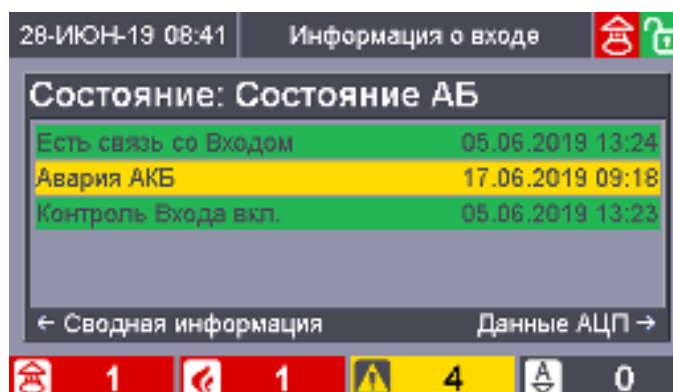 28-ИЮН-19 08:41 Информация о входе
Состояние: Состояние АБ
Есть связь со Входом 05.06.2019 13:24
Авария АКБ 17.06.2019 09:18
Контроль Входа вкл. 05.06.2019 13:23
← Сводная информация Данные АЦП →
1 1 4 A 0